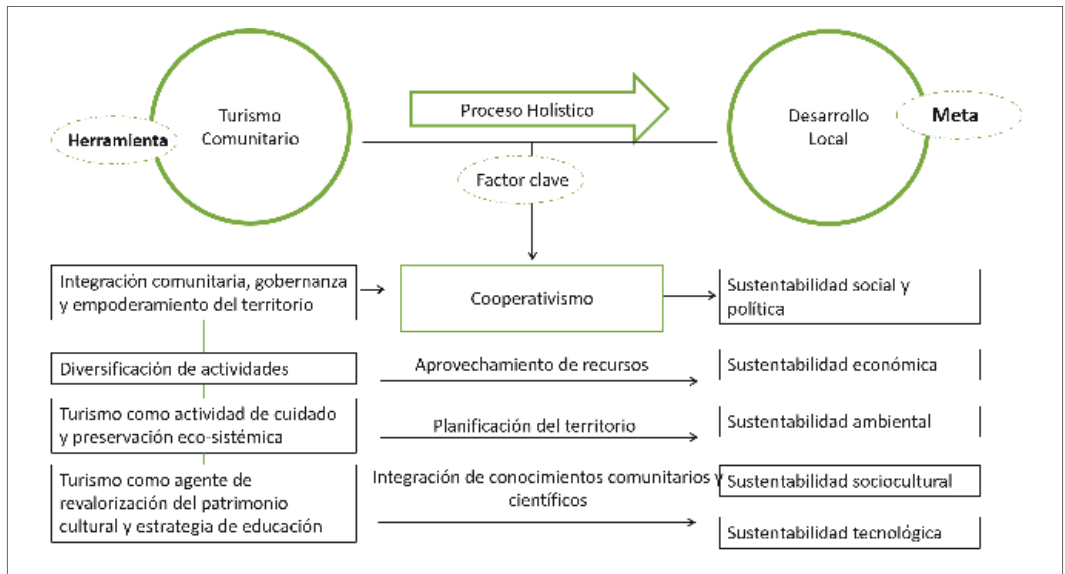 Herramienta
Turismo
Comunitario
Proceso Holístico
Desarrollo
Local
Meta
Factor clave
Integración comunitaria, gobernanza
y empoderamiento del territorio
Cooperativismo
Sustentabilidad social y
política
Diversificación de actividades
Aprovechamiento de recursos
Sustentabilidad económica
Turismo como actividad de cuidado
y preservación eco-sistémica
Planificación del territorio
Sustentabilidad ambiental
Turismo como agente de
revalorización del patrimonio
cultural y estrategia de educación
Integración de conocimientos comunitarios y
científicos
Sustentabilidad sociocultural
Sustentabilidad tecnológica